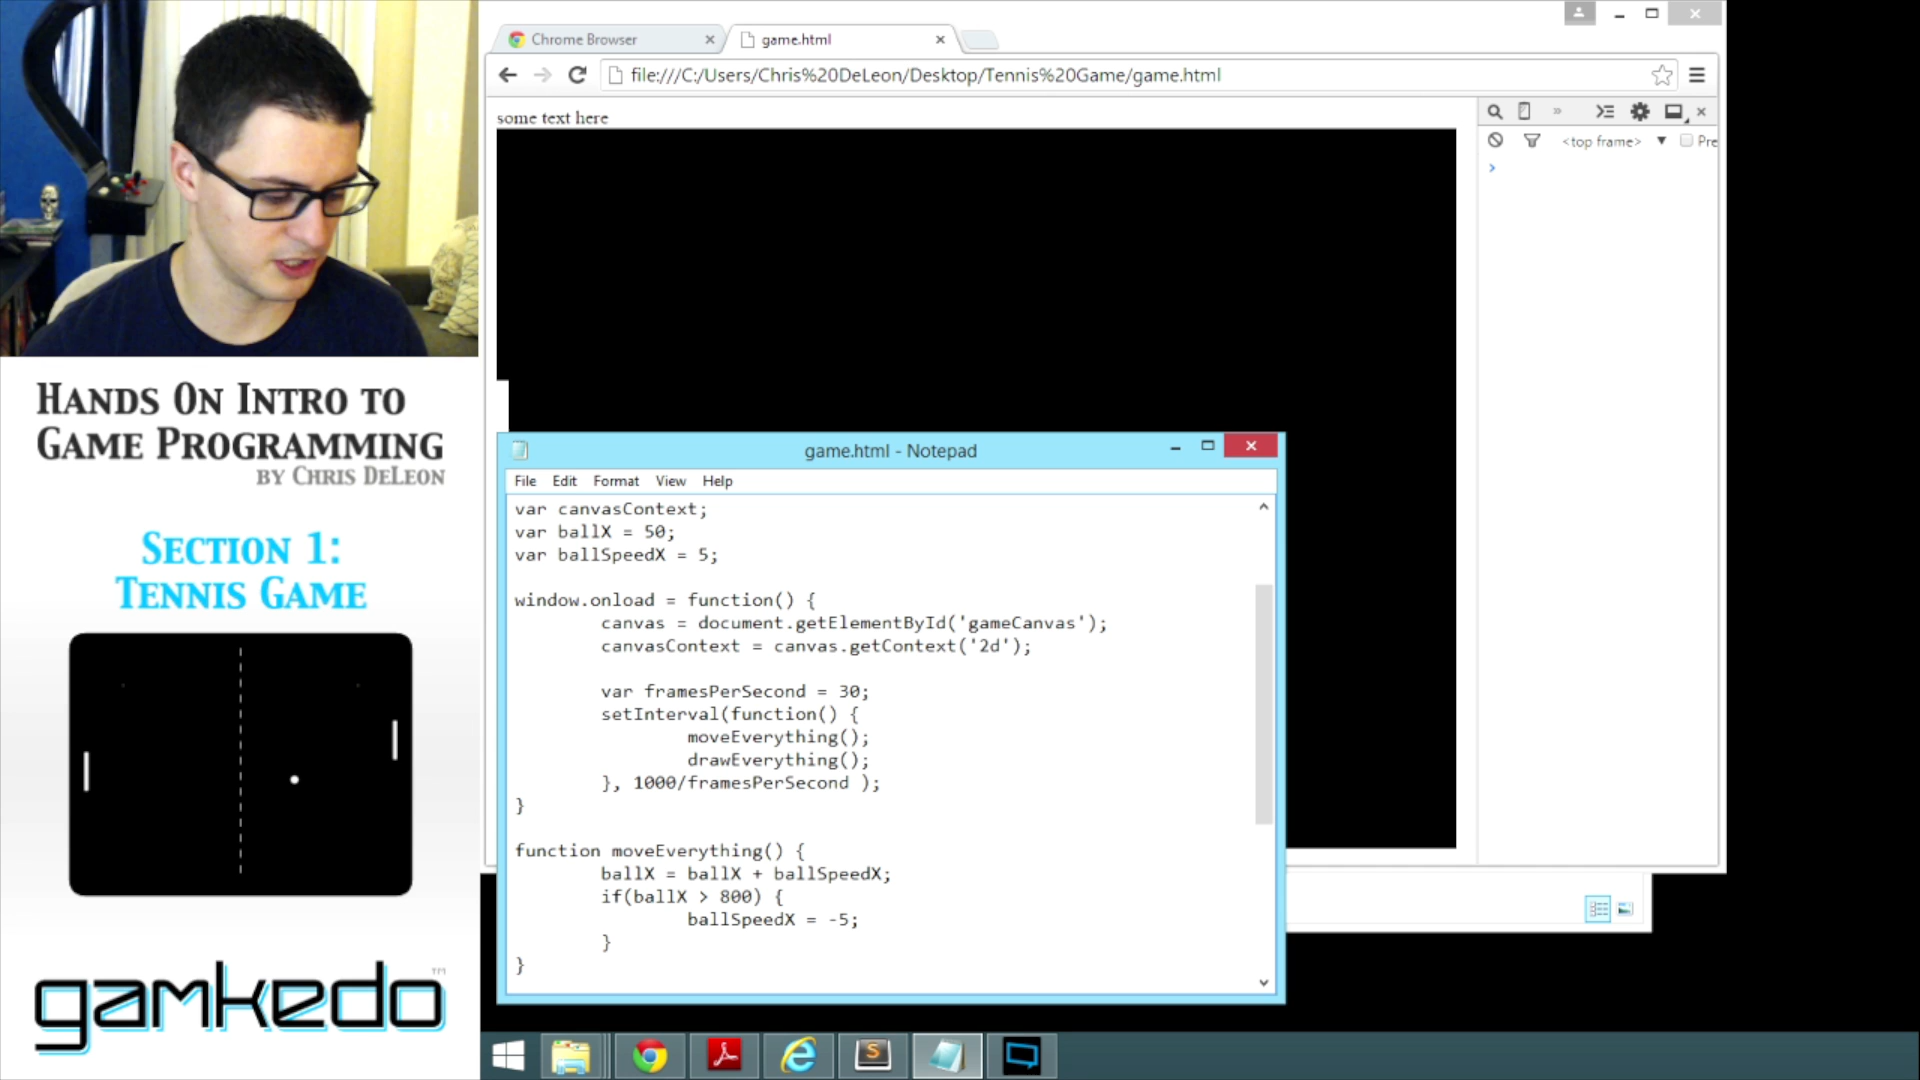 Chrome Browser
game.html
file:///C:/Users/Chris%20DeLeon/Desktop/Tennis%20Game/game.html
some text here
<top frame>
Pre
HANDS ON INTRO TO
GAME PROGRAMMING
BY CHRIS DELEON
SECTION 1:
TENNIS GAME
gamkedo™
game.html - Notepad
File Edit Format View Help
var canvasContext;
var ballX = 50;
var ballSpeedX = 5;
window.onload = function() {
canvas = document.getElementById('gameCanvas');
canvasContext = canvas.getContext('2d');
var framesPerSecond = 30;
setInterval(function() {
moveEverything();
drawEverything();
}, 1000/framesPerSecond );
}
function moveEverything() {
ballX = ballX + ballSpeedX;
if(ballX > 800) {
ballSpeedX = -5;
}
}